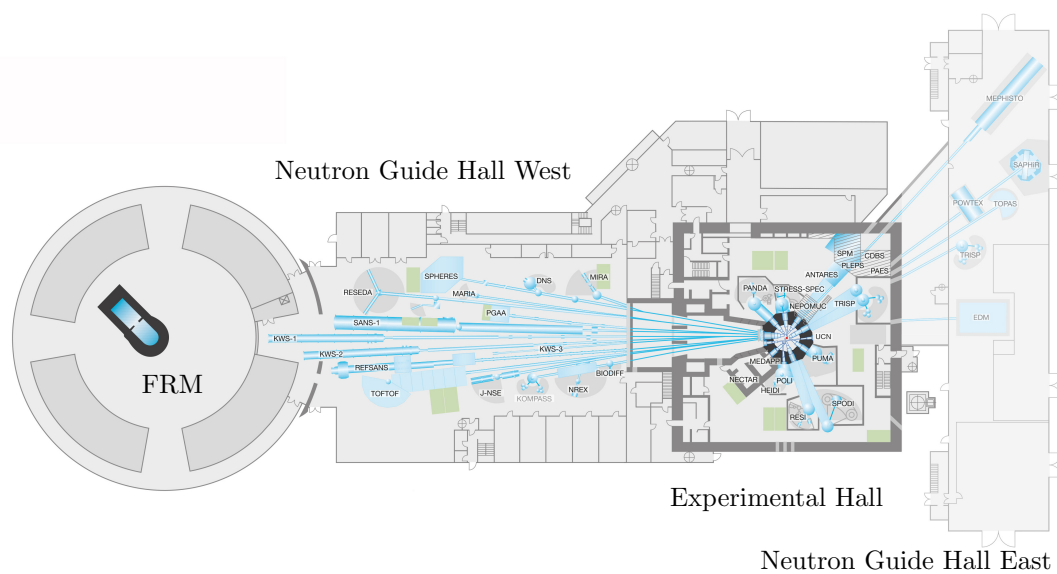 MEPHISTO
Neutron Guide Hall West
SAPHiR
POWTEX
TOPAS
TRISP
SPM
CDBS
PLEPS
PAES
ANTARES
SPHERES
DNS
MIRA
RESEDA
MARIA
PANDA
STRESS-SPEC
NEPOMUC
TRISP
PGAA
SANS-1
EDM
KWS-1
UCN
KWS-2
KWS-3
MEDAPP
PUMA
REFSANS
BIODIFF
FRM
TOFTOF
J-NSE
KOMPASS
NREX
NECTAR
POLI
HEIDI
SPODI
RESI
Experimental Hall
Neutron Guide Hall East